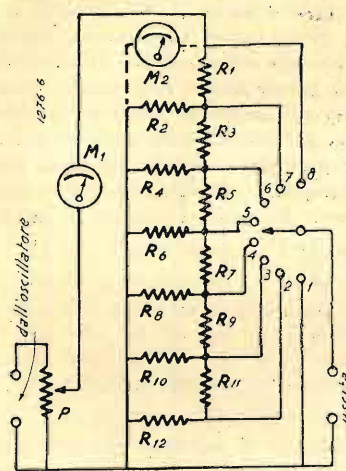 1276-6
M2
R1
R2
R3
7
8
M1
R4
6
R5
5
R6
4
R7
3
2
1
R8
R9
dall'oscillatore
R10
R11
P
uscita
R12